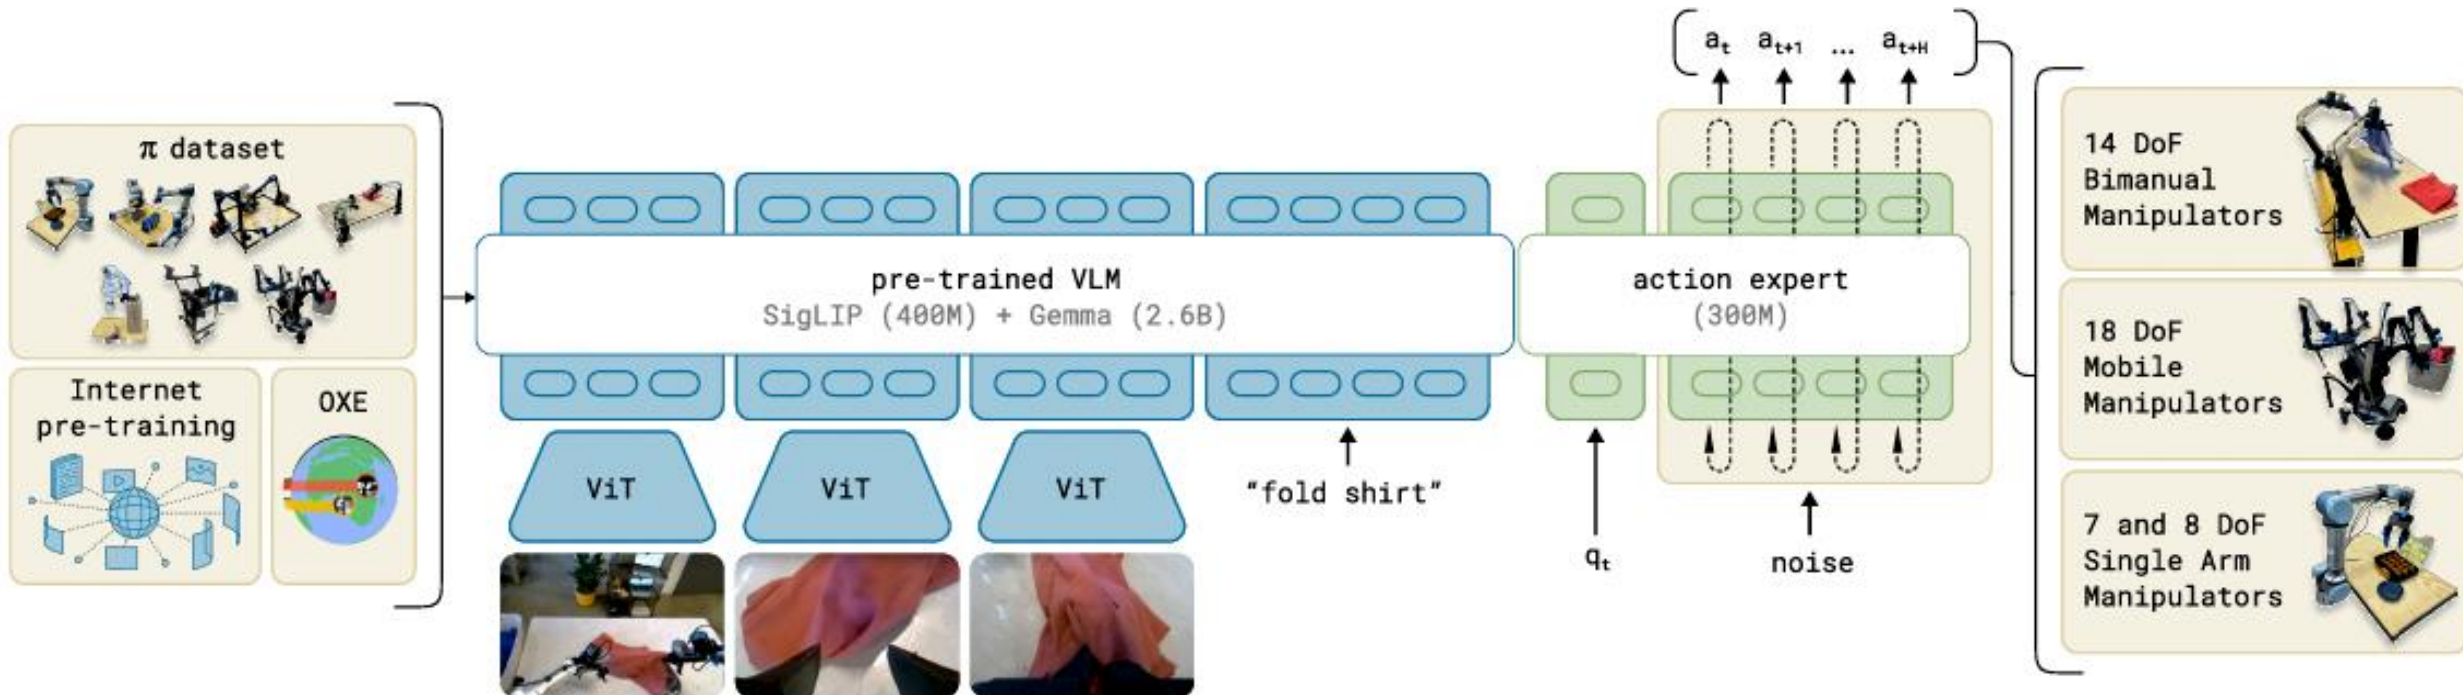 π dataset
Internet
pre-training
OXE
pre-trained VLM
SigLIP (400M) + Gemma (2.6B)
ViT
ViT
ViT
“fold shirt”
a_t a_{t+1} ... a_{t+H}
action expert
(300M)
q_t
noise
14 DoF
Bimanual
Manipulators
18 DoF
Mobile
Manipulators
7 and 8 DoF
Single Arm
Manipulators